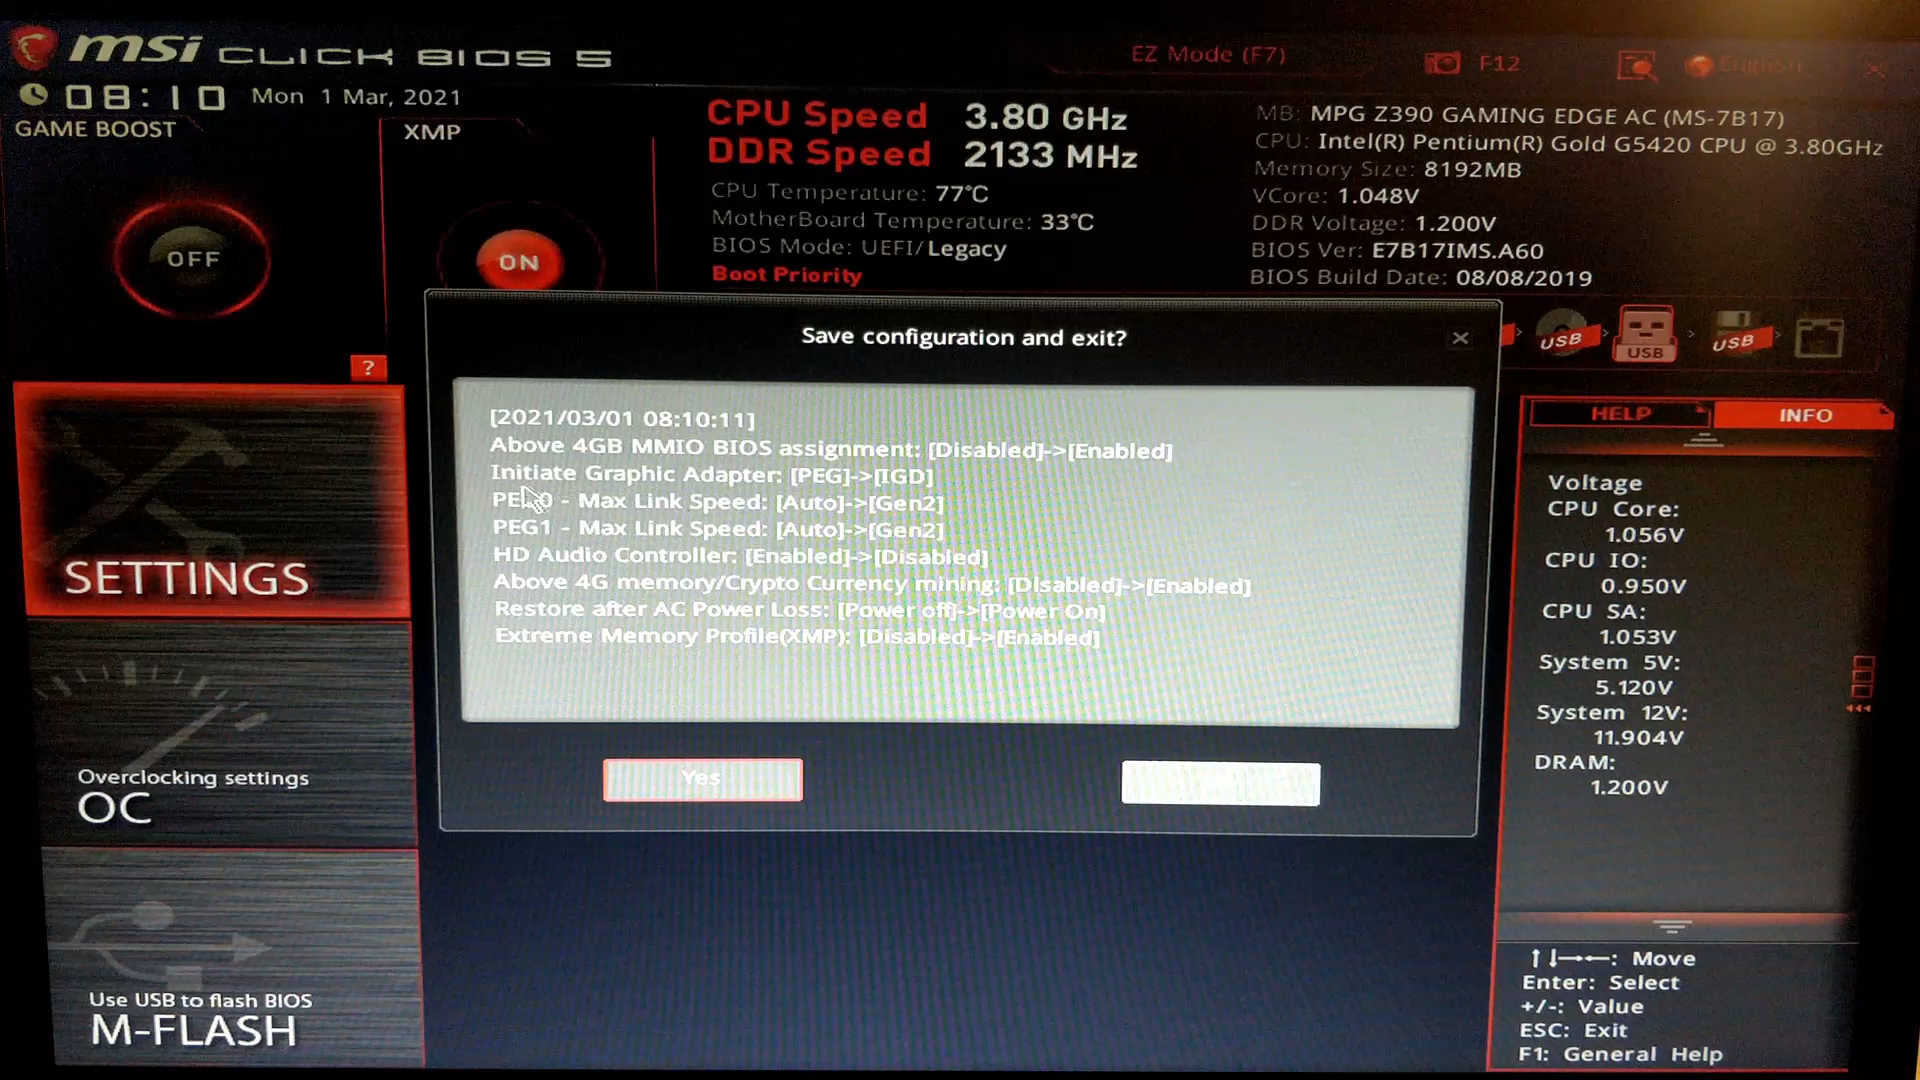 msi CLICK BIOS 5
EZ Mode (F7)
F12
English
08:10 Mon 1 Mar, 2021
GAME BOOST
OFF
XMP
ON
CPU Speed 3.80 GHz
DDR Speed 2133 MHz
CPU Temperature: 77°C
MotherBoard Temperature: 33°C
BIOS Mode: UEFI/Legacy
Boot Priority
MB: MPG Z390 GAMING EDGE AC (MS-7B17)
CPU: Intel(R) Pentium(R) Gold G5420 CPU @ 3.80GHz
Memory Size: 8192MB
VCore: 1.048V
DDR Voltage: 1.200V
BIOS Ver: E7B17IMS.A60
BIOS Build Date: 08/08/2019
USB
USB
USB
?
SETTINGS
Overclocking settings
OC
Use USB to flash BIOS
M-FLASH
Save configuration and exit?
[2021/03/01 08:10:11]
Above 4GB MMIO BIOS assignment: [Disabled]->[Enabled]
Initiate Graphic Adapter: [PEG]->[IGD]
PEG0 - Max Link Speed: [Auto]->[Gen2]
PEG1 - Max Link Speed: [Auto]->[Gen2]
HD Audio Controller: [Enabled]->[Disabled]
Above 4G memory/Crypto Currency mining: [Disabled]->[Enabled]
Restore after AC Power Loss: [Power off]->[Power On]
Extreme Memory Profile(XMP): [Disabled]->[Enabled]
Yes
HELP
INFO
Voltage
CPU Core:
1.056V
CPU IO:
0.950V
CPU SA:
1.053V
System 5V:
5.120V
System 12V:
11.904V
DRAM:
1.200V
↑↓→←: Move
Enter: Select
+/-: Value
ESC: Exit
F1: General Help